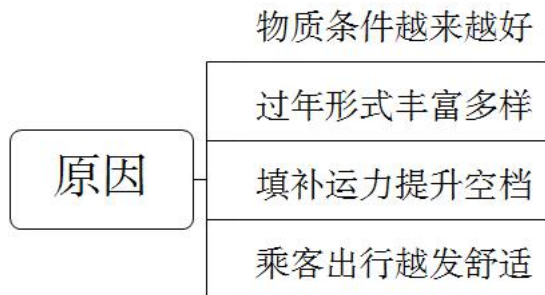 物质条件越来越好
过年形式丰富多样
原因
填补运力提升空档
乘客出行越发舒适